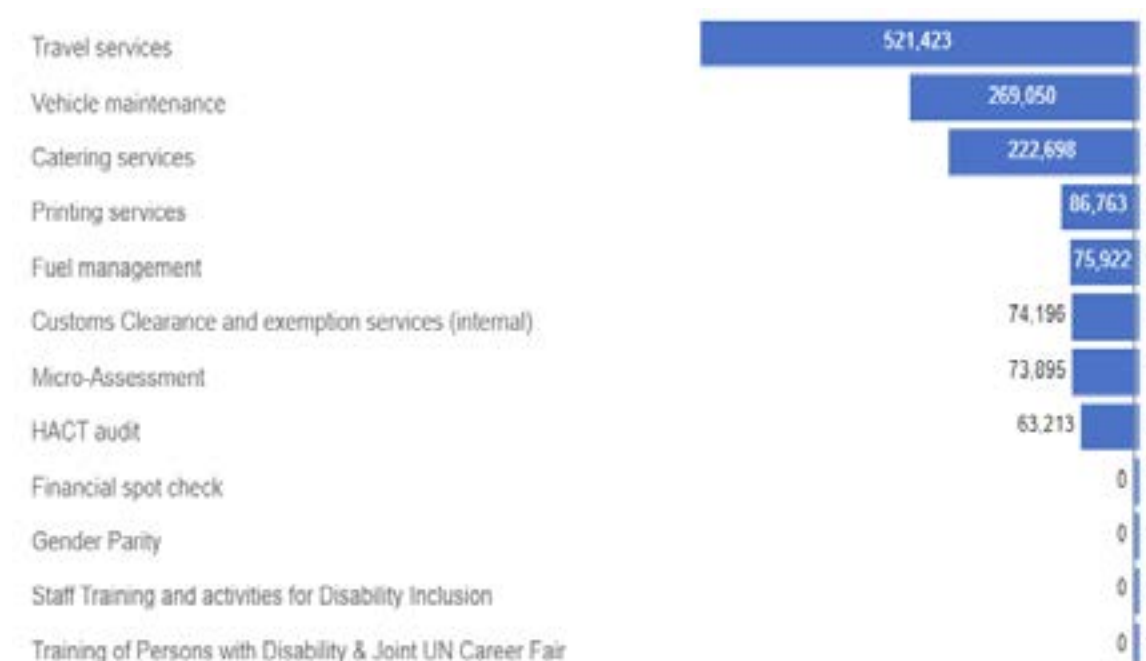 Travel services 521,423
Vehicle maintenance 269,050
Catering services 222,698
Printing services 86,763
Fuel management 75,922
Customs Clearance and exemption services (internal) 74,196
Micro-Assessment 73,895
HACT audit 63,213
Financial spot check 0
Gender Parity 0
Staff Training and activities for Disability Inclusion 0
Training of Persons with Disability & Joint UN Career Fair 0